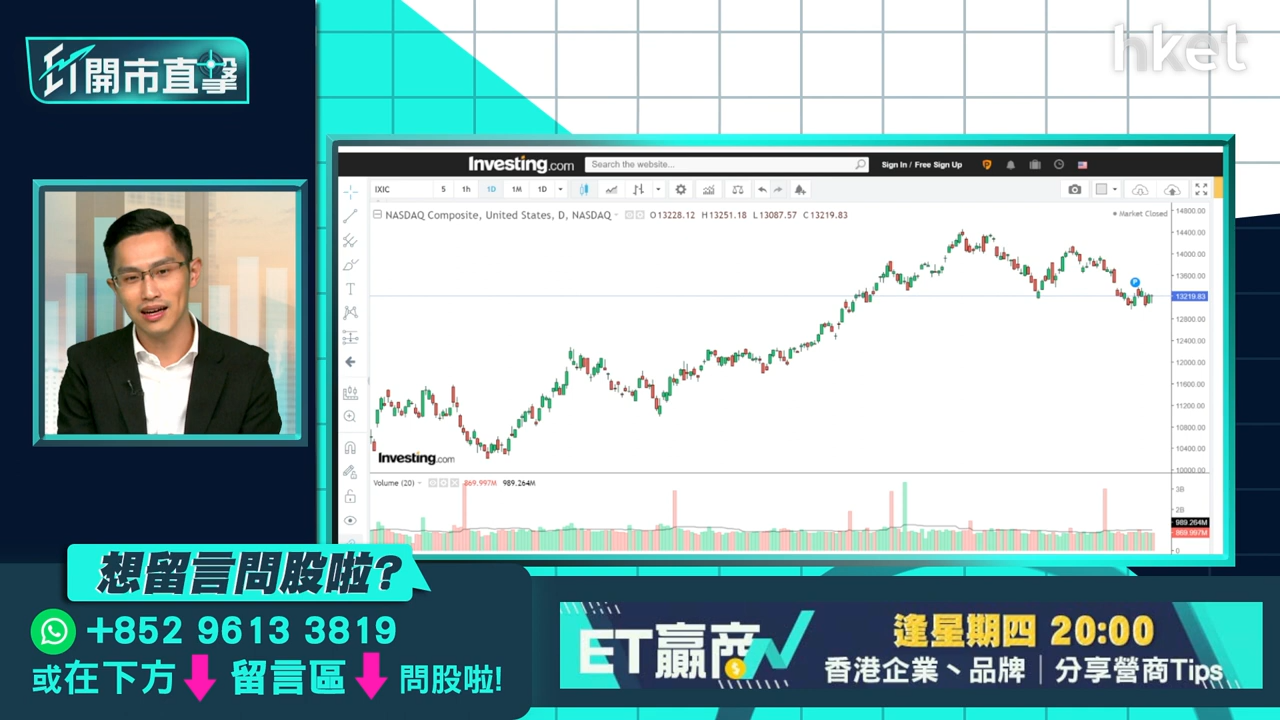 hket
ET開市直擊
Investing.com
Search the website...
Sign In / Free Sign Up
IXIC
5
1h
1D
1M
1D
NASDAQ Composite, United States, D, NASDAQ
O13228.12 H13251.18 L13087.57 C13219.83
Market Closed
14800.00
14400.00
14000.00
13600.00
13219.83
12800.00
12400.00
12000.00
11600.00
11200.00
10800.00
10400.00
10000.00
P
Investing.com
Volume (20)
869.997M 989.264M
3B
2B
989.264M
869.997M
0
想留言問股啦?
+852 9613 3819
或在下方
留言區
問股啦!
ET贏商
逢星期四 20:00
香港企業、品牌｜分享營商Tips